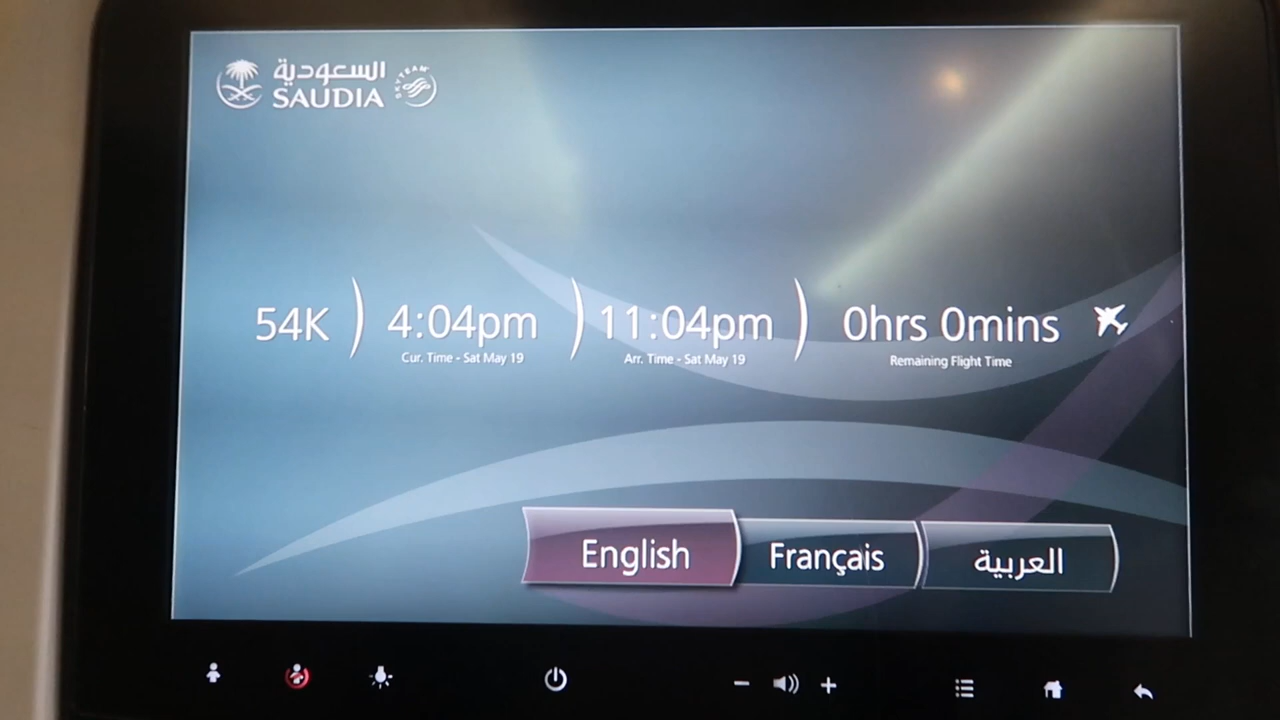 السعودية
SAUDIA
SKYTEAM
54K
4:04pm
Cur. Time - Sat May 19
11:04pm
Arr. Time - Sat May 19
0hrs 0mins
Remaining Flight Time
English
Français
العربية